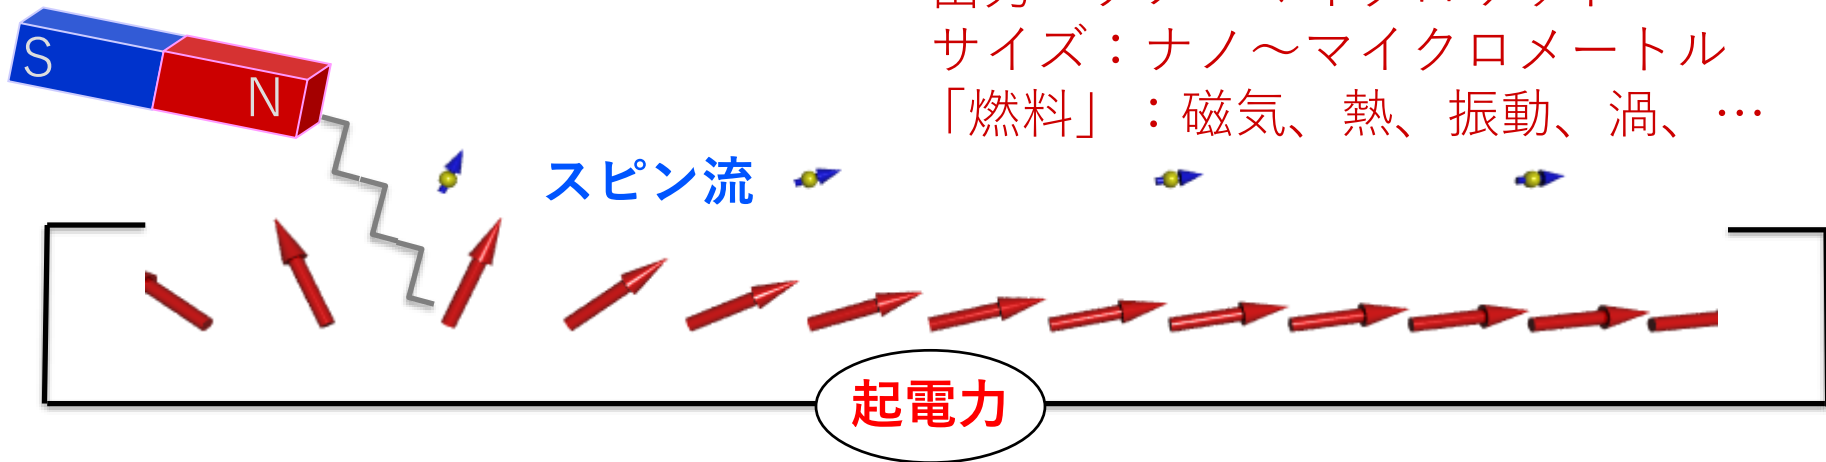 サイズ：ナノ～マイクロメートル
「燃料」：磁気、熱、振動、渦、…
S
N
スピン流
起電力